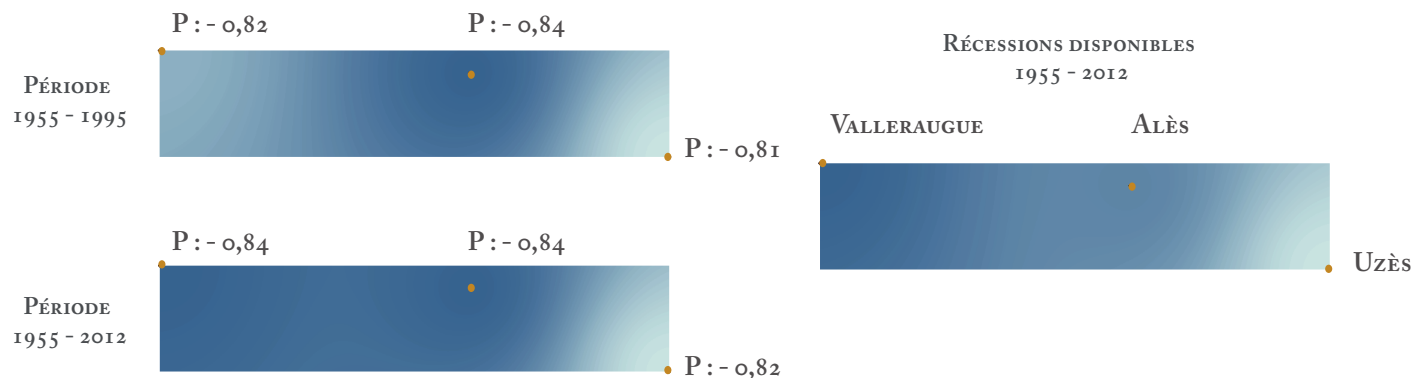 P : - 0,82
P : - 0,84
Période
1955 - 1995
P : - 0,81
P : - 0,84
P : - 0,84
Période
1955 - 2012
P : - 0,82
Récessions disponibles
1955 - 2012
Valleraugue
Alès
Uzès